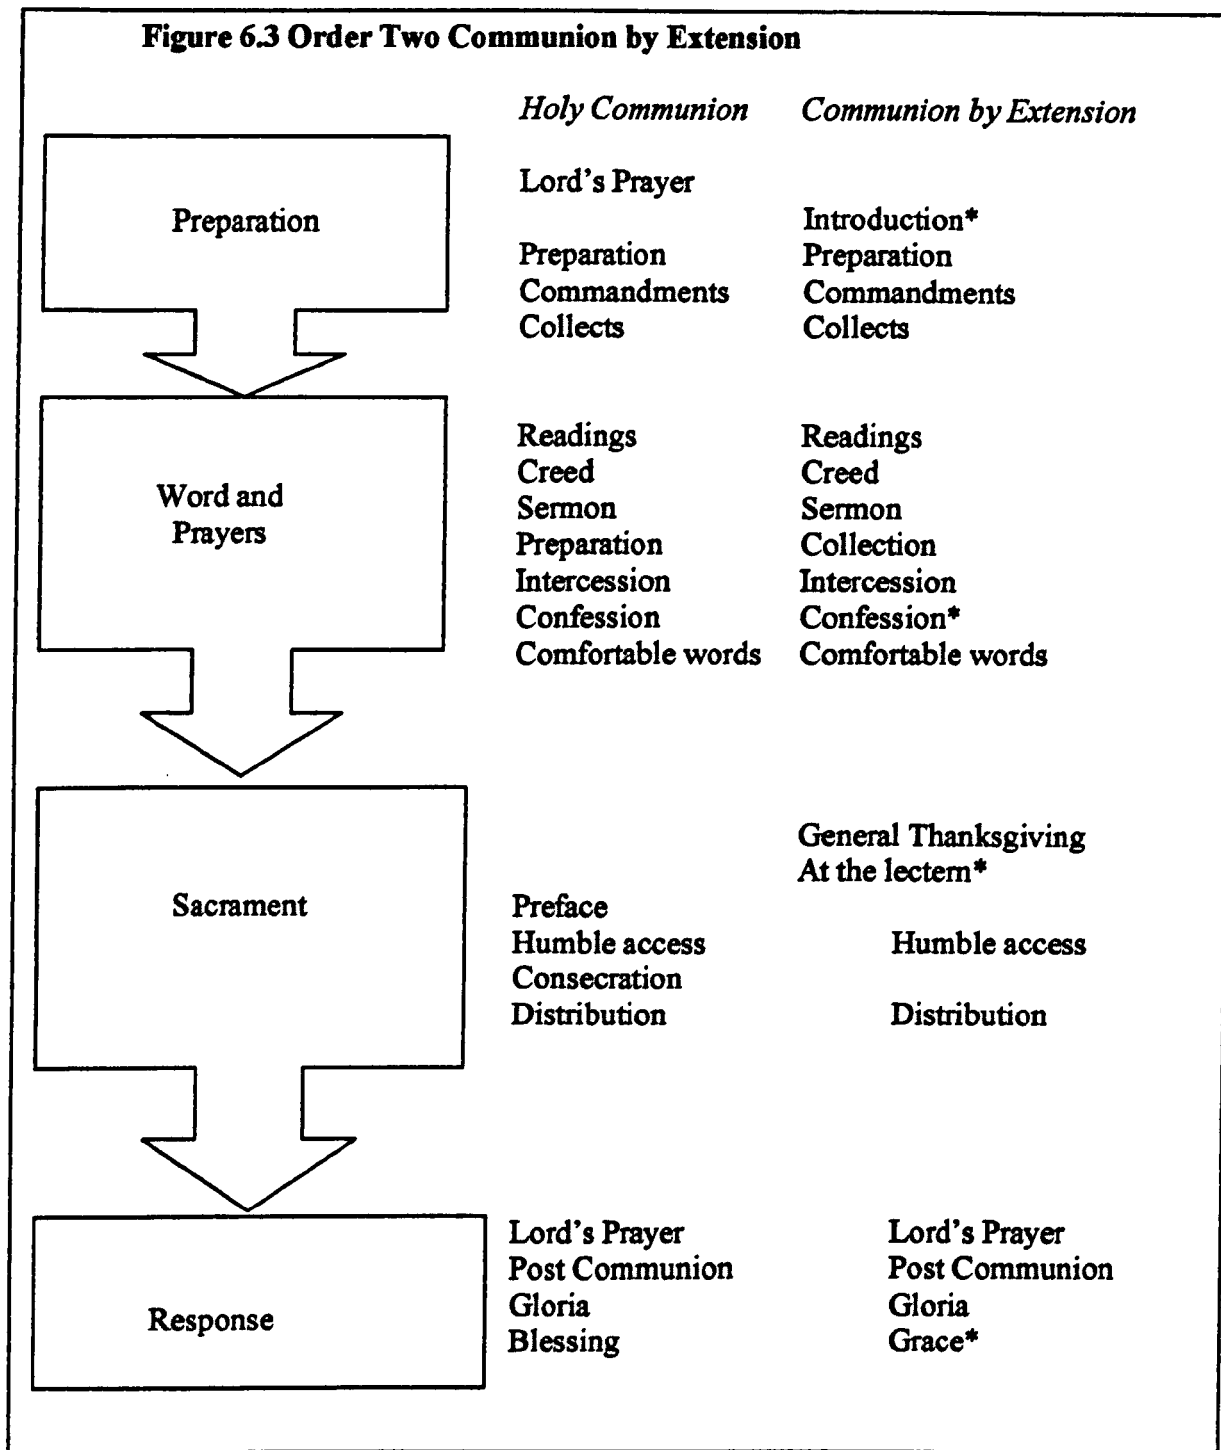 Figure 6.3 Order Two Communion by Extension
Holy Communion Communion by Extension
Preparation
Lord's Prayer
Introduction*
Preparation Preparation
Commandments Commandments
Collects Collects
Word and
Prayers
Readings Readings
Creed Creed
Sermon Sermon
Preparation Collection
Intercession Intercession
Confession Confession*
Comfortable words Comfortable words
Sacrament
General Thanksgiving
At the lectern*
Preface
Humble access Humble access
Consecration
Distribution Distribution
Response
Lord's Prayer Lord's Prayer
Post Communion Post Communion
Gloria Gloria
Blessing Grace*